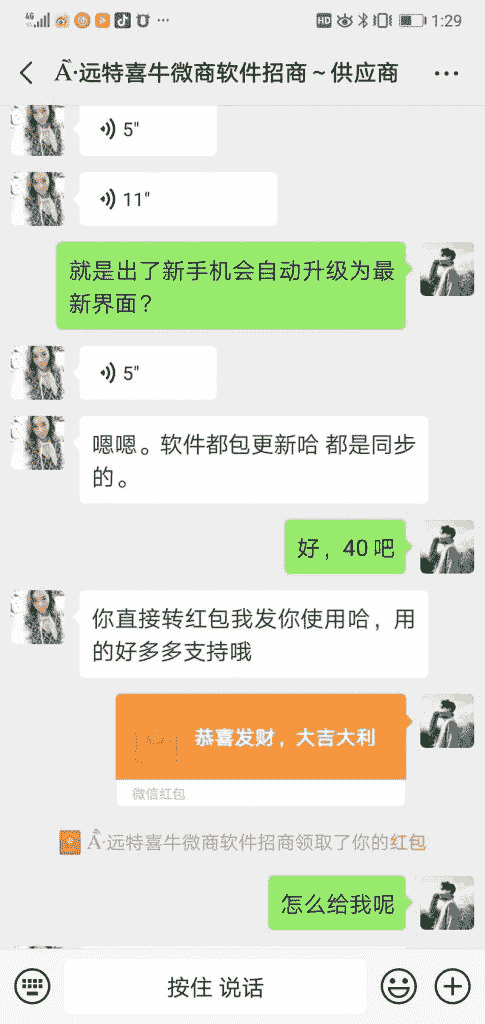 4G HD 1:29
Ȁ·远特喜牛微商软件招商~供应商
5"
11"
就是出了新手机会自动升级为最
新界面？
5"
嗯嗯。软件都包更新哈 都是同步
的。
好，40吧
你直接转红包我发你使用哈，用
的好多多支持哦
恭喜发财，大吉大利
微信红包
Ȁ·远特喜牛微商软件招商领取了你的红包
怎么给我呢
按住 说话